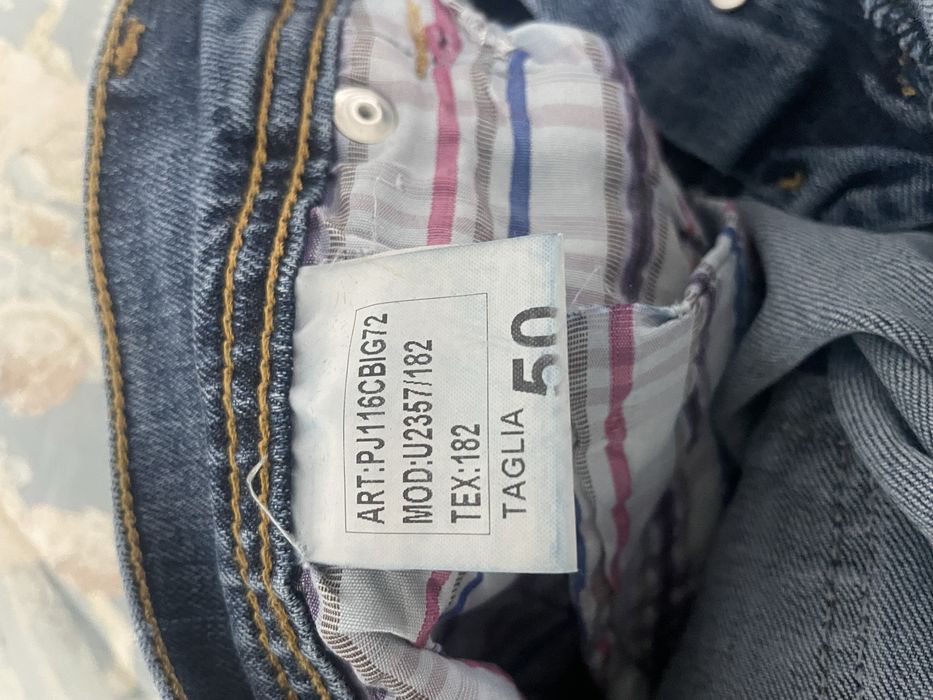 ART:PJ116CBIG72
MOD:U2357/182
TEX:182
TAGLIA 50